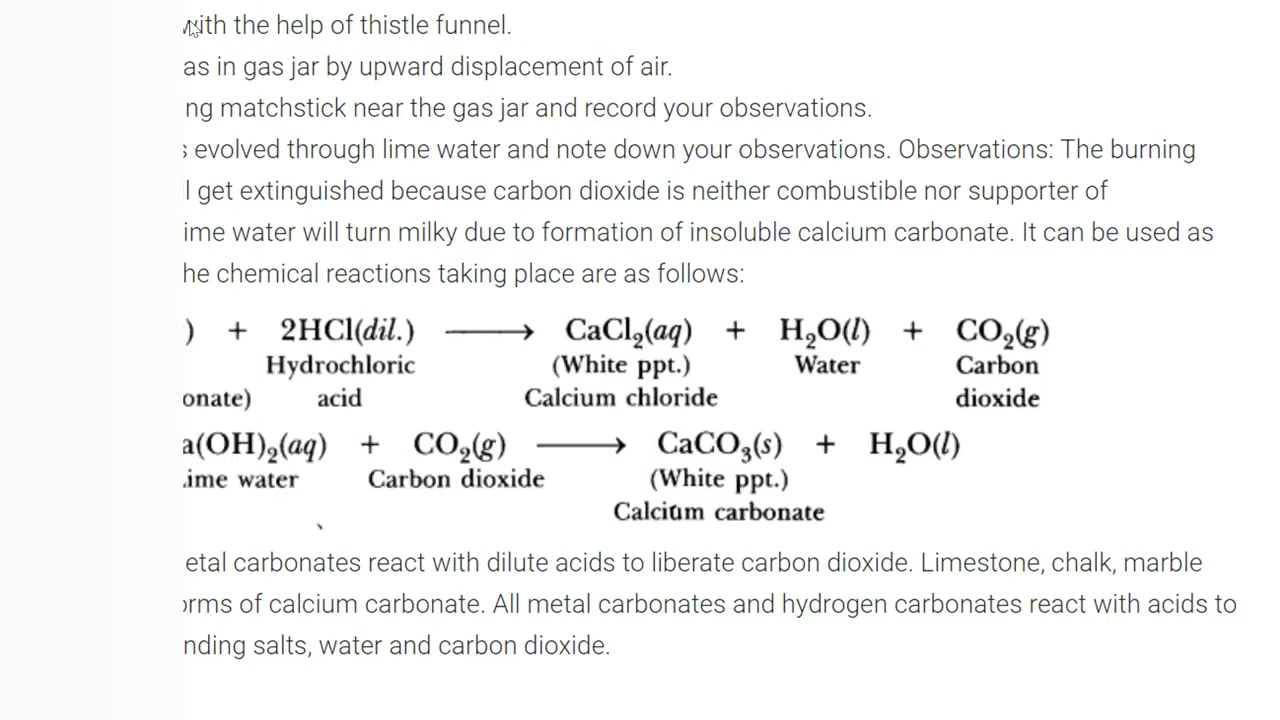 with the help of thistle funnel.
as in gas jar by upward displacement of air.
ng matchstick near the gas jar and record your observations.
s evolved through lime water and note down your observations. Observations: The burning
l get extinguished because carbon dioxide is neither combustible nor supporter of
ime water will turn milky due to formation of insoluble calcium carbonate. It can be used as
he chemical reactions taking place are as follows:
) + 2HCl(dil.) ⟶ CaCl₂(aq) + H₂O(l) + CO₂(g)
Hydrochloric (White ppt.) Water Carbon
onate) acid Calcium chloride dioxide
a(OH)₂(aq) + CO₂(g) ⟶ CaCO₃(s) + H₂O(l)
ime water Carbon dioxide (White ppt.)
Calcium carbonate
etal carbonates react with dilute acids to liberate carbon dioxide. Limestone, chalk, marble
orms of calcium carbonate. All metal carbonates and hydrogen carbonates react with acids to
nding salts, water and carbon dioxide.